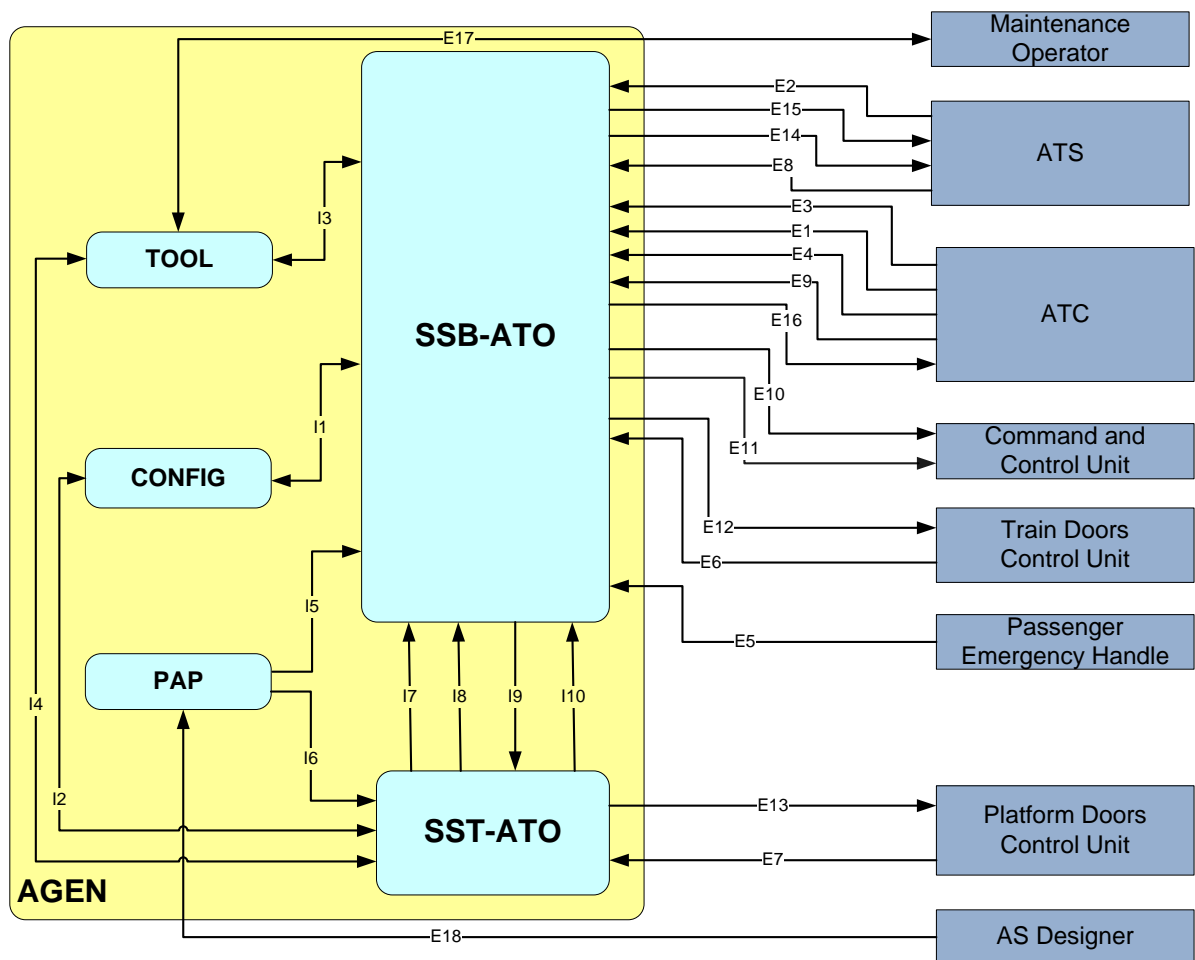 Maintenance
Operator
E17
E2
E15
ATS
E14
E8
E3
I3
E1
TOOL
E4
E9
ATC
E16
SSB-ATO
E10
I1
E11
Command and
Control Unit
CONFIG
E12
Train Doors
Control Unit
E6
I5
Passenger
Emergency Handle
E5
PAP
I4
I7
I8
I9
I10
I6
I2
E13
SST-ATO
Platform Doors
Control Unit
E7
AGEN
E18
AS Designer